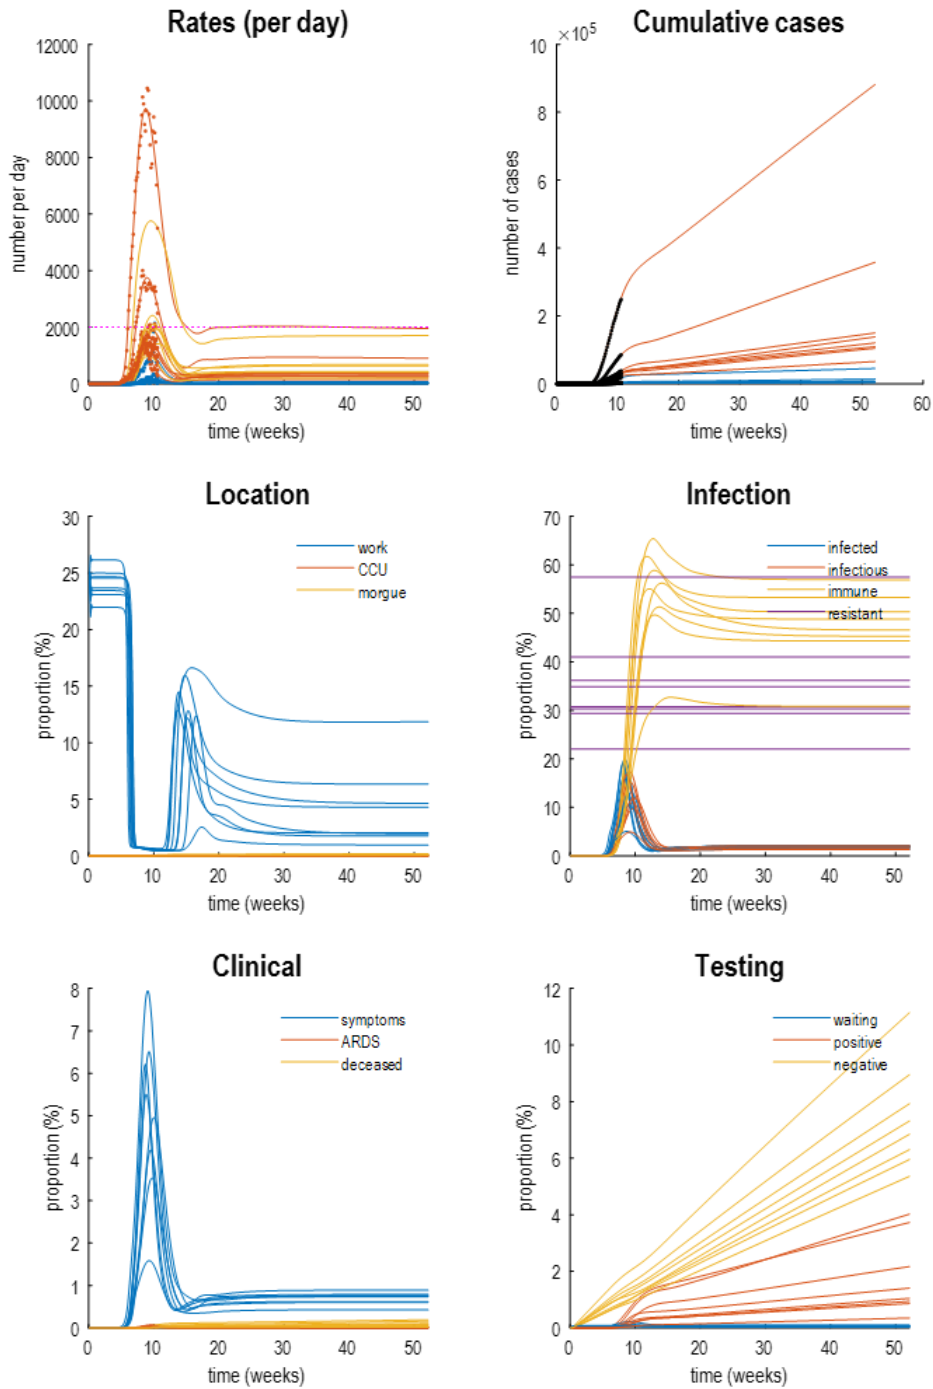 Rates (per day)
12000
10000
8000
6000
4000
2000
0
number per day
0 10 20 30 40 50
time (weeks)
Cumulative cases
×10⁵
10
8
6
4
2
0
number of cases
0 10 20 30 40 50 60
time (weeks)
Location
30
25
20
15
10
5
0
proportion (%)
work
CCU
morgue
0 10 20 30 40 50
time (weeks)
Infection
70
60
50
40
30
20
10
0
proportion (%)
infected
infectious
immune
resistant
0 10 20 30 40 50
time (weeks)
Clinical
8
7
6
5
4
3
2
1
0
proportion (%)
symptoms
ARDS
deceased
0 10 20 30 40 50
time (weeks)
Testing
12
10
8
6
4
2
0
proportion (%)
waiting
positive
negative
0 10 20 30 40 50
time (weeks)